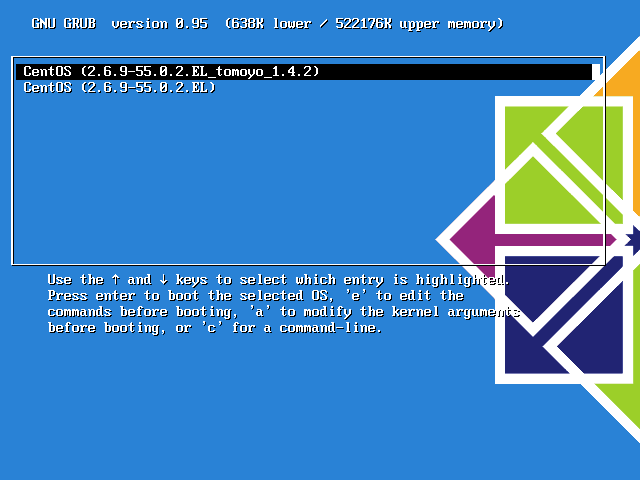 GNU GRUB  version 0.95  (638K lower / 522176K upper memory)
CentOS (2.6.9-55.0.2.EL_tomoyo_1.4.2)
CentOS (2.6.9-55.0.2.EL)
Use the ↑ and ↓ keys to select which entry is highlighted.
Press enter to boot the selected OS, 'e' to edit the
commands before booting, 'a' to modify the kernel arguments
before booting, or 'c' for a command-line.